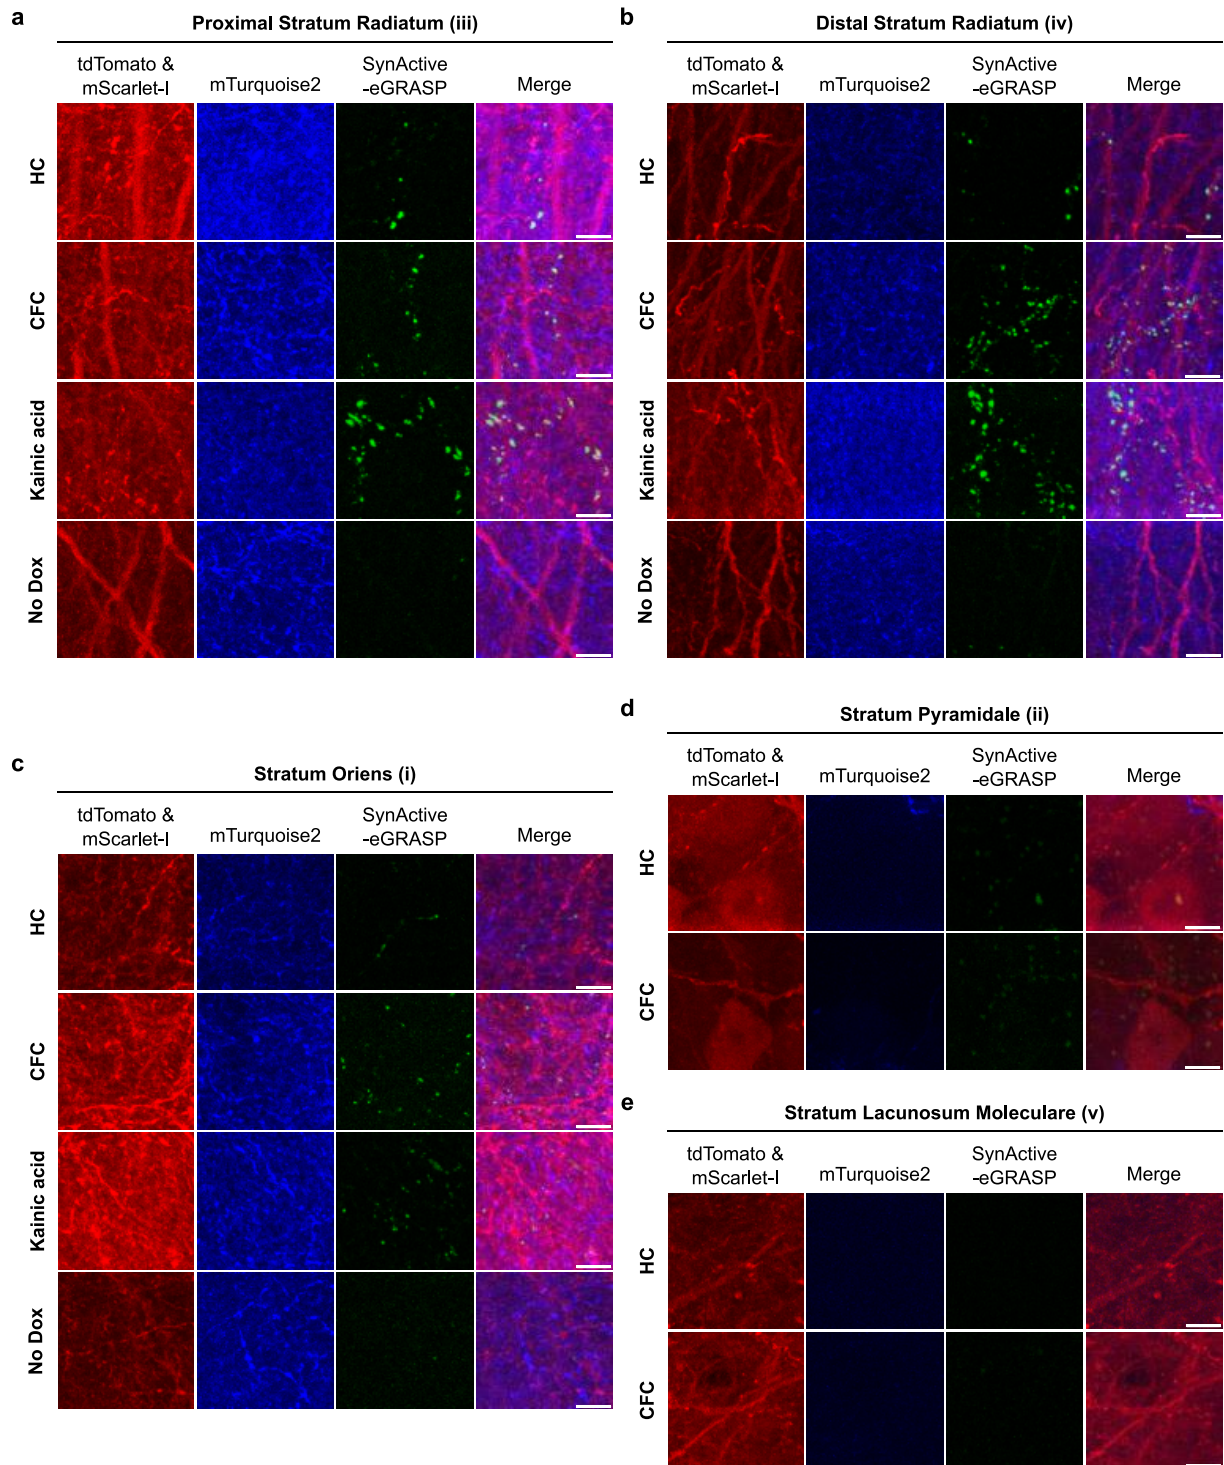 a
Proximal Stratum Radiatum (iii)
tdTomato &
mScarlet-I
mTurquoise2
SynActive
-eGRASP
Merge
HC
CFC
Kainic acid
No Dox
b
Distal Stratum Radiatum (iv)
tdTomato &
mScarlet-I
mTurquoise2
SynActive
-eGRASP
Merge
HC
CFC
Kainic acid
No Dox
c
Stratum Oriens (i)
tdTomato &
mScarlet-I
mTurquoise2
SynActive
-eGRASP
Merge
HC
CFC
Kainic acid
No Dox
d
Stratum Pyramidale (ii)
tdTomato &
mScarlet-I
mTurquoise2
SynActive
-eGRASP
Merge
HC
CFC
e
Stratum Lacunosum Moleculare (v)
tdTomato &
mScarlet-I
mTurquoise2
SynActive
-eGRASP
Merge
HC
CFC